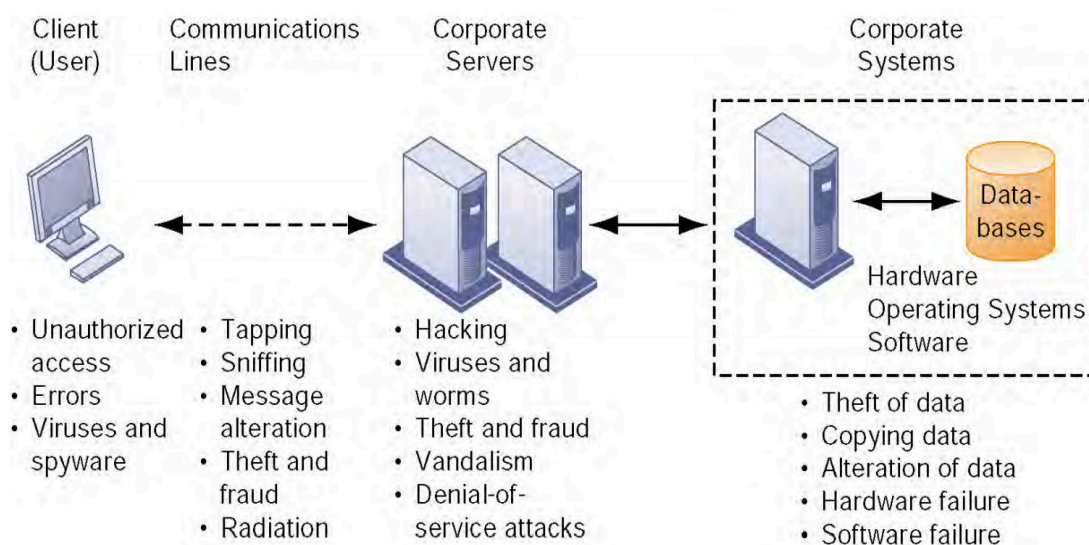 Client
(User)
Communications
Lines
Corporate
Servers
Corporate
Systems
Data-
bases
Hardware
Operating Systems
Software
• Unauthorized
access
• Errors
• Viruses and
spyware
• Tapping
• Sniffing
• Message
alteration
• Theft and
fraud
• Radiation
• Hacking
• Viruses and
worms
• Theft and fraud
• Vandalism
• Denial-of-
service attacks
• Theft of data
• Copying data
• Alteration of data
• Hardware failure
• Software failure